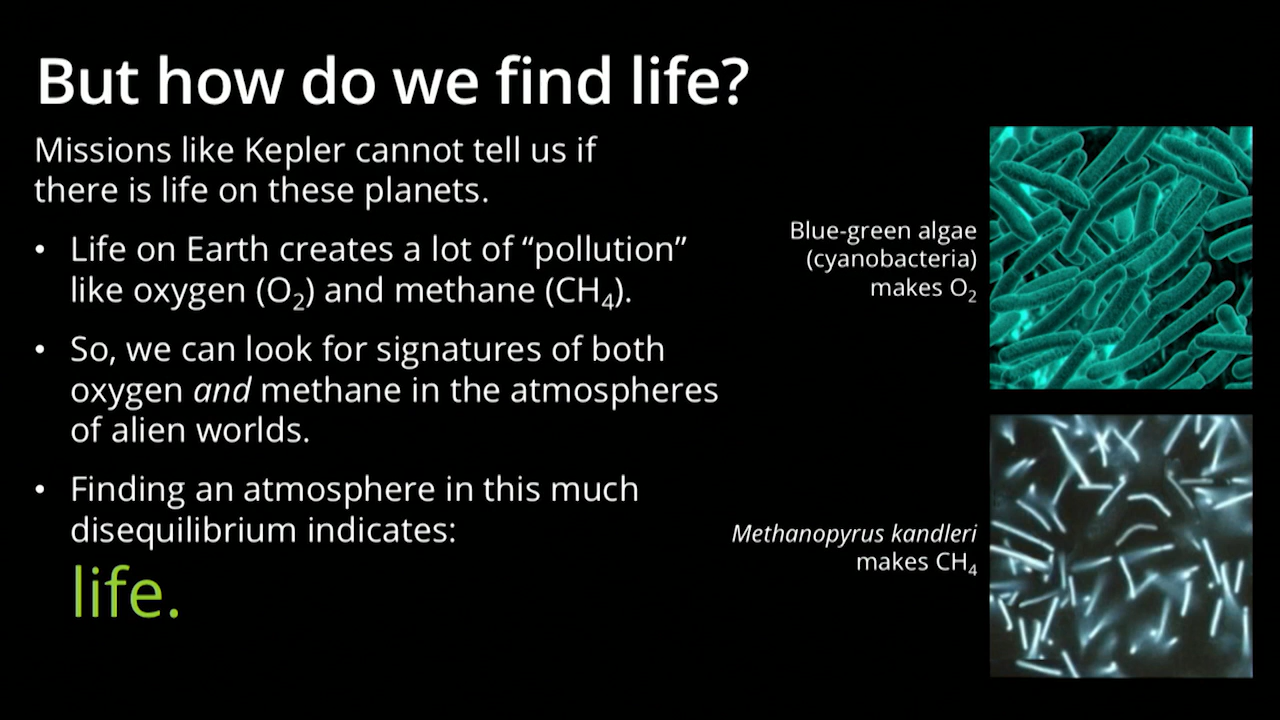 But how do we find life?
Missions like Kepler cannot tell us if
there is life on these planets.
• Life on Earth creates a lot of “pollution”
like oxygen (O₂) and methane (CH₄).
• So, we can look for signatures of both
oxygen and methane in the atmospheres
of alien worlds.
• Finding an atmosphere in this much
disequilibrium indicates:
life.
Blue-green algae
(cyanobacteria)
makes O₂
Methanopyrus kandleri
makes CH₄